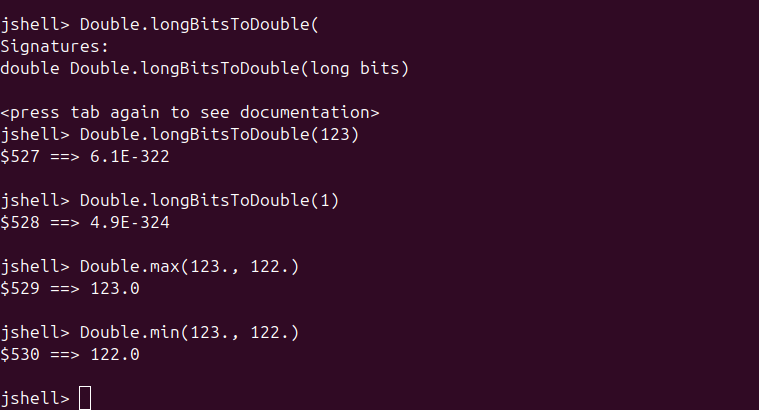 jshell> Double.longBitsToDouble(
Signatures:
double Double.longBitsToDouble(long bits)
<press tab again to see documentation>
jshell> Double.longBitsToDouble(123)
$527 ==> 6.1E-322
jshell> Double.longBitsToDouble(1)
$528 ==> 4.9E-324
jshell> Double.max(123., 122.)
$529 ==> 123.0
jshell> Double.min(123., 122.)
$530 ==> 122.0
jshell>